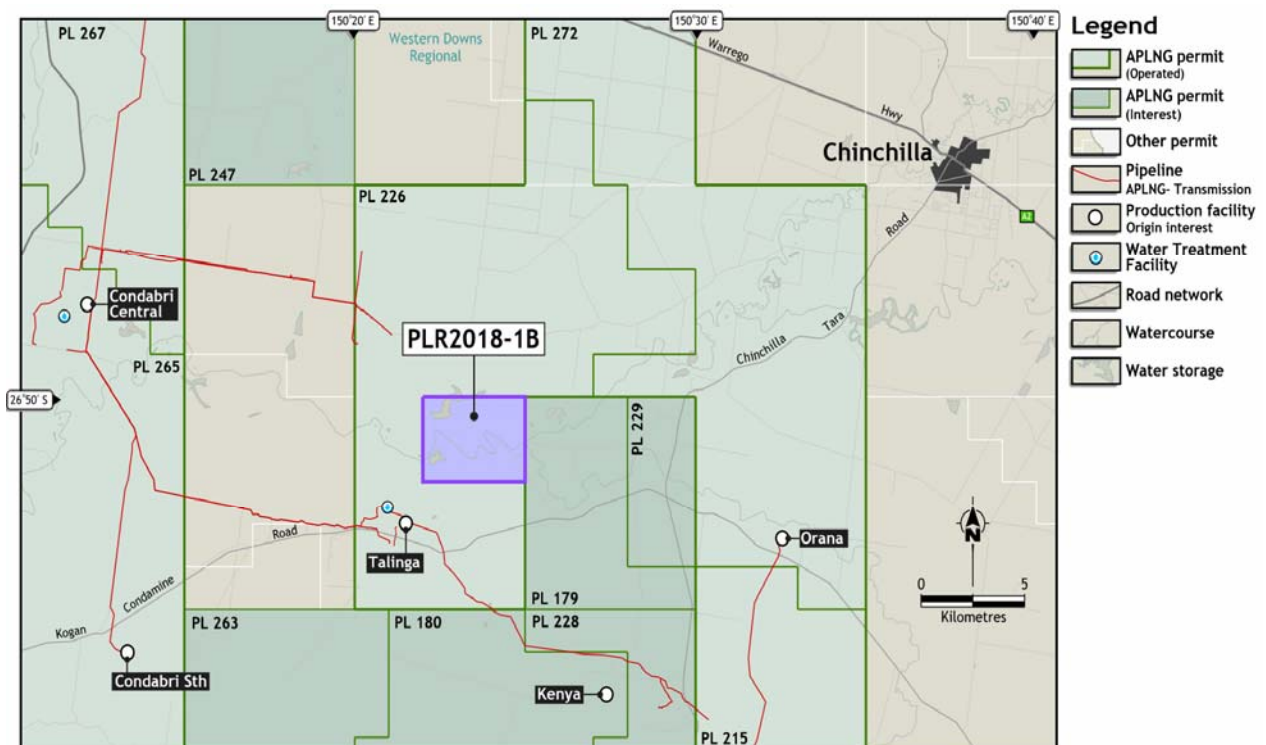 150°20' E
150°30' E
150°40' E
PL 267
Western Downs
Regional
PL 272
Warrego
Hwy
Chinchilla
A2
PL 247
PL 226
Road
Condabri
Central
PLR2018-1B
Tara
Chinchilla
PL 265
26°50' S
PL 229
Road
Talinga
Orana
N
Condamine
Kogan
PL 179
PL 263
PL 180
PL 228
0
5
Kilometres
Condabri Sth
Kenya
PL 215
Legend
APLNG permit
(Operated)
APLNG permit
(Interest)
Other permit
Pipeline
APLNG- Transmission
Production facility
Origin interest
Water Treatment
Facility
Road network
Watercourse
Water storage